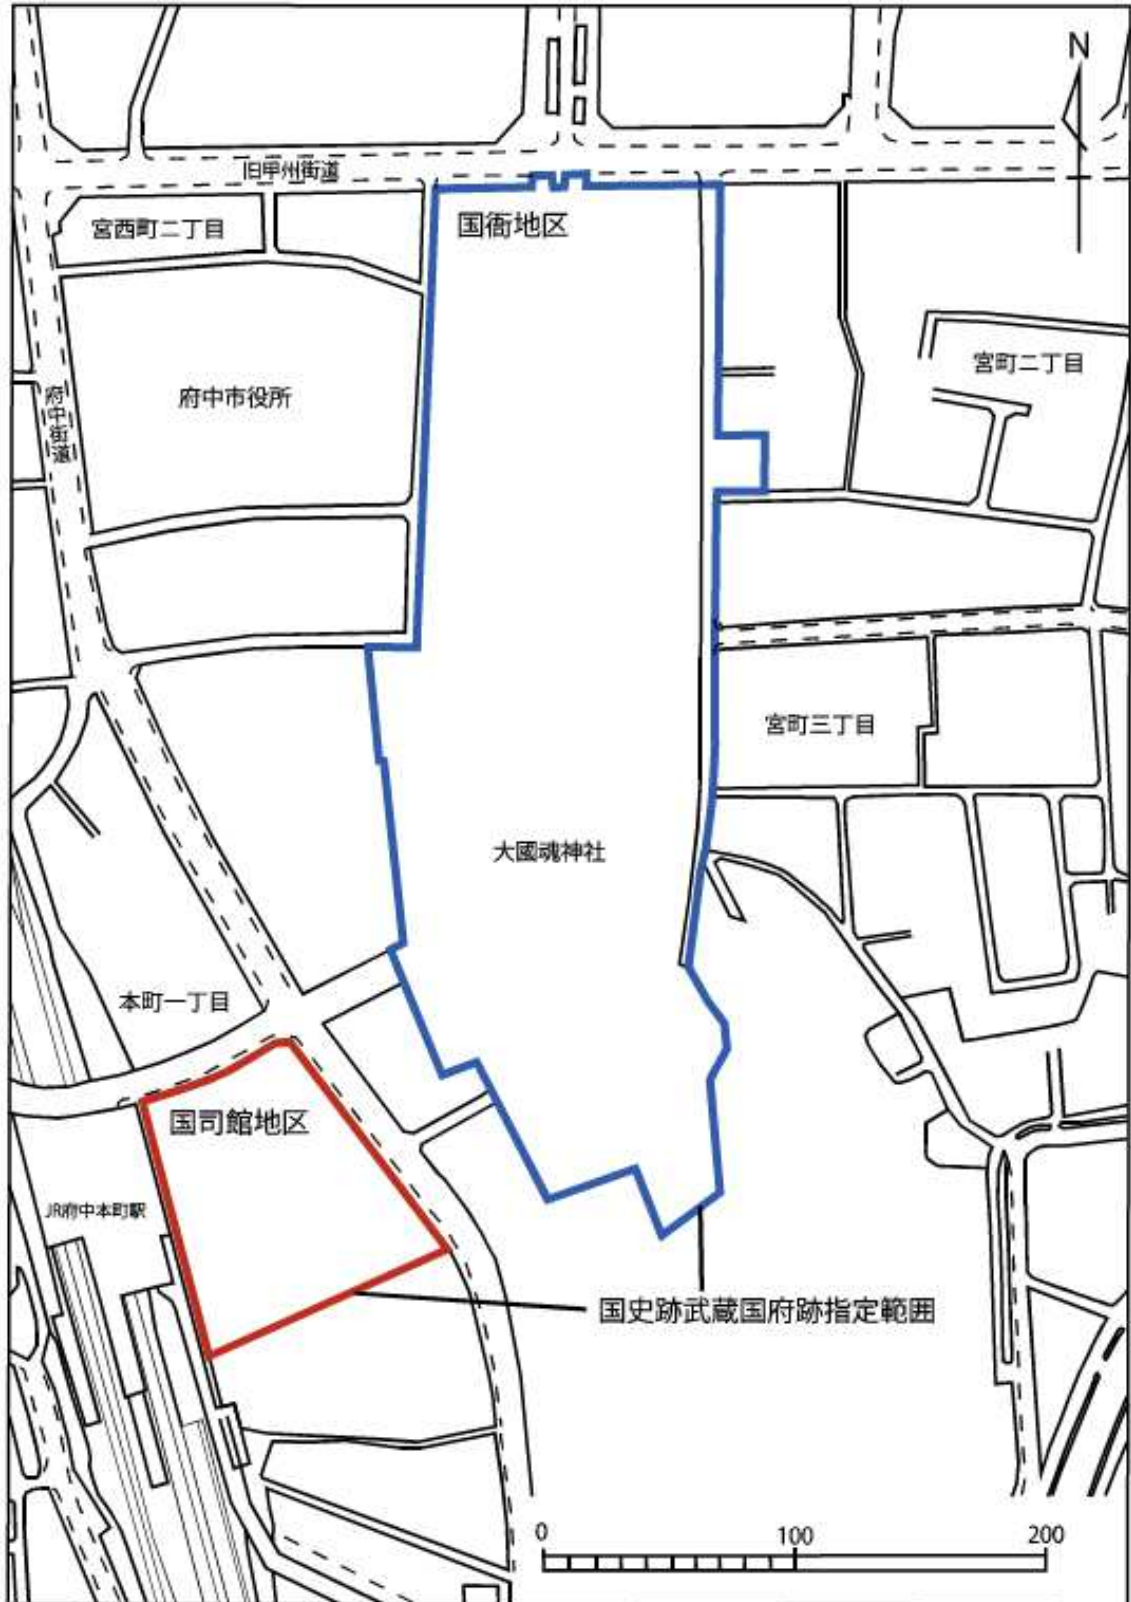 N
旧甲州街道
国衙地区
宮西町二丁目
宮町二丁目
府中市役所
府中街道
宮町三丁目
大國魂神社
本町一丁目
国司館地区
JR府中本町駅
国史跡武蔵国府跡指定範囲
0 100 200